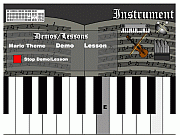 Instrument
Demos/Lessons
Mario Theme Demo Lesson
Stop Demo/Lesson
E